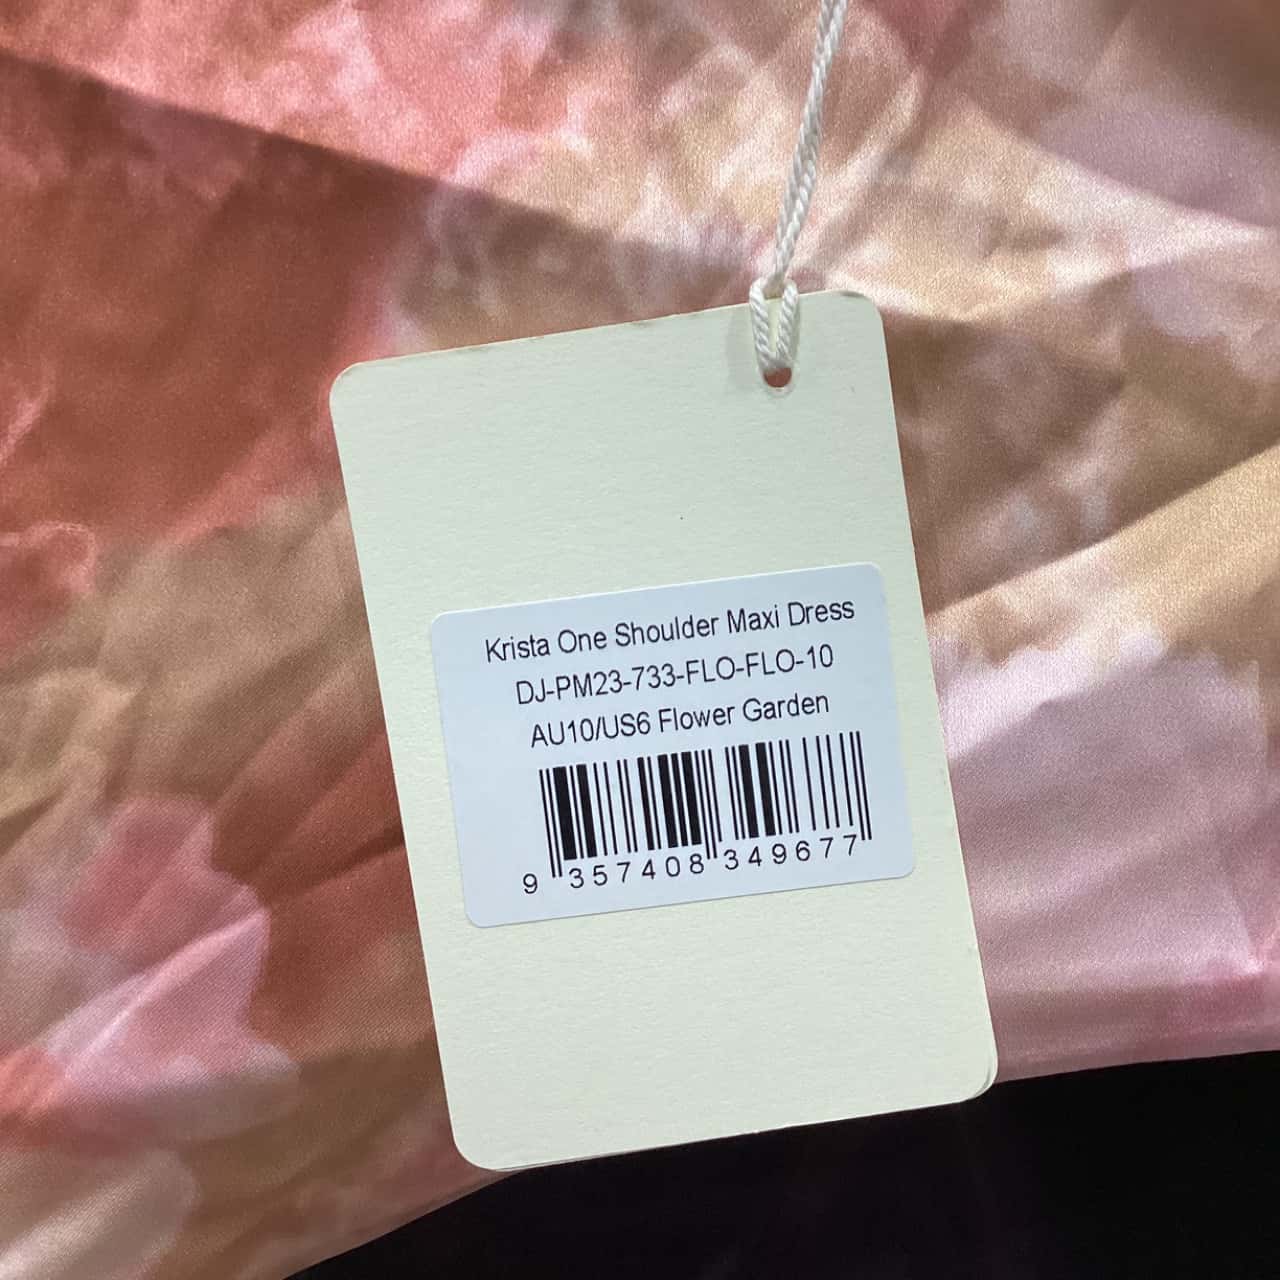 Krista One Shoulder Maxi Dress
DJ-PM23-733-FLO-FLO-10
AU10/US6 Flower Garden
9 357408 349677